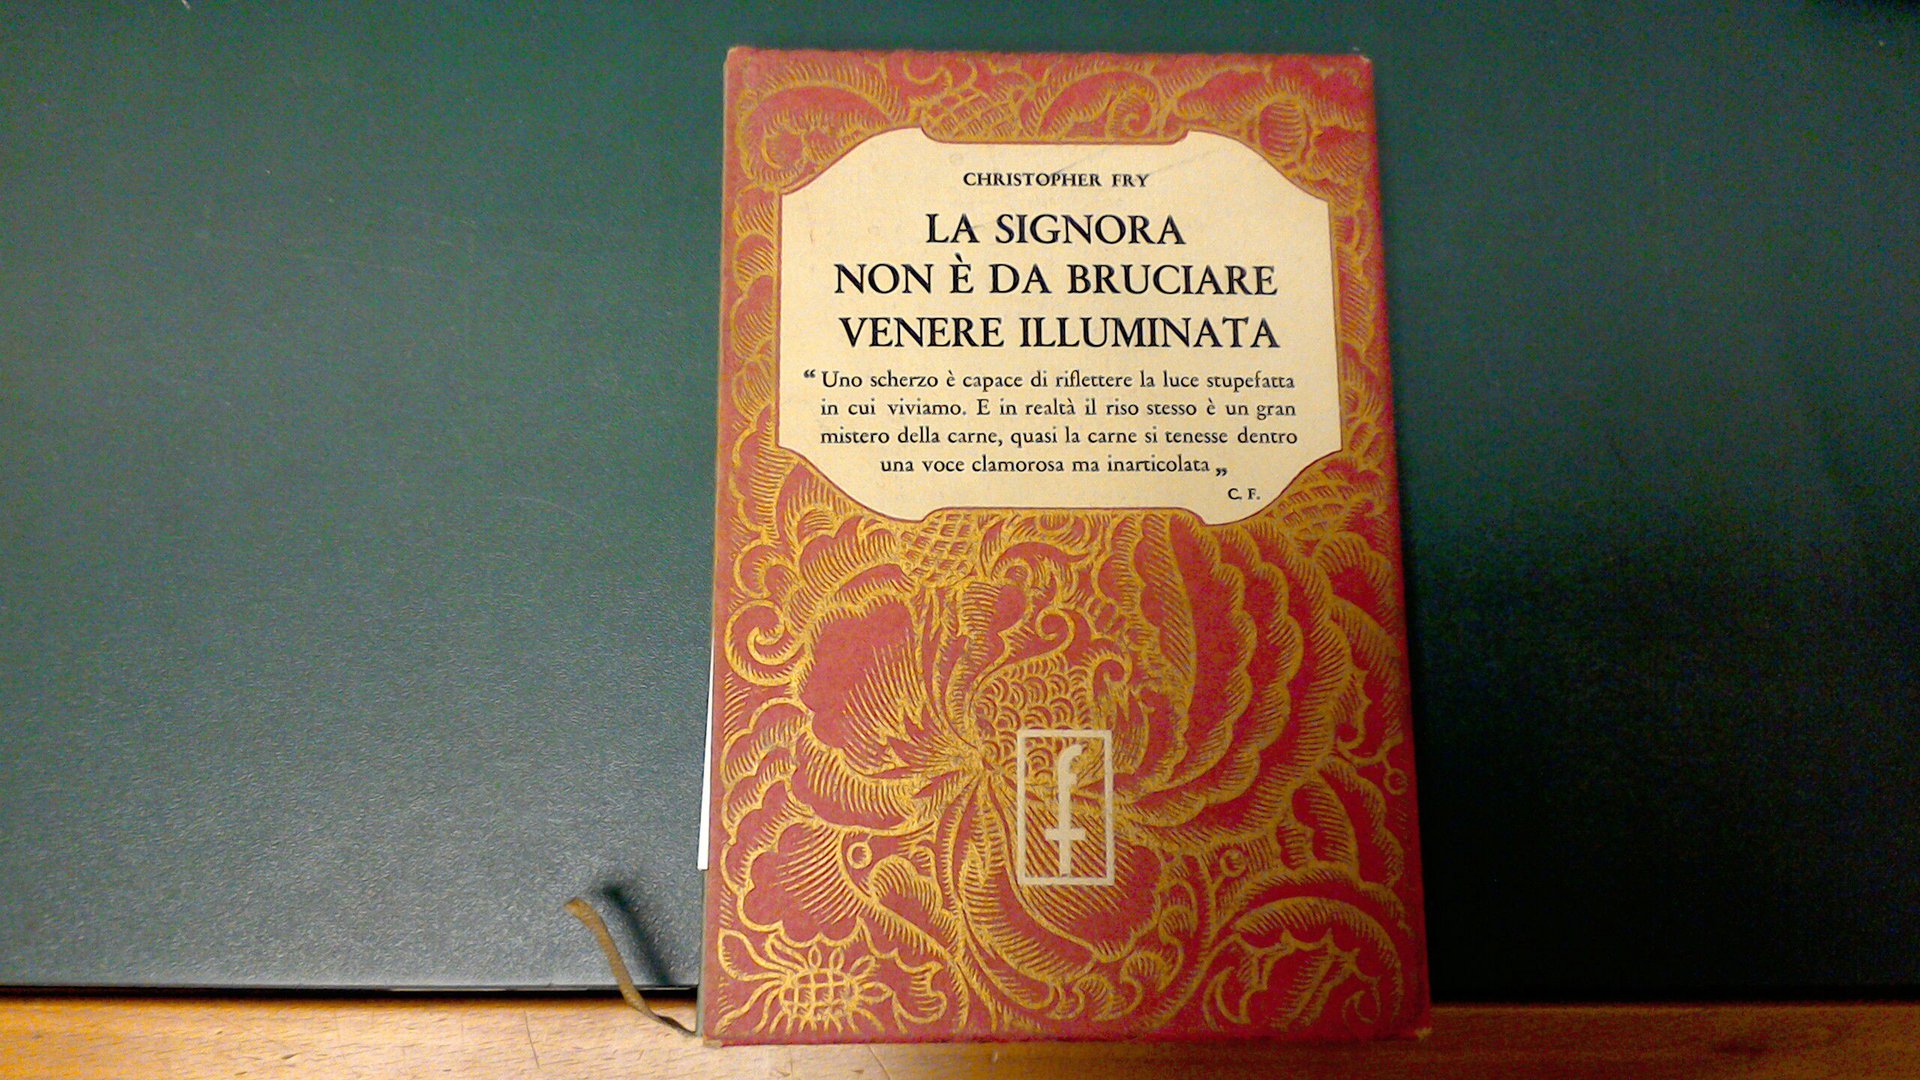 CHRISTOPHER FRY
LA SIGNORA
NON È DA BRUCIARE
VENERE ILLUMINATA
“Uno scherzo è capace di riflettere la luce stupefatta
in cui viviamo. E in realtà il riso stesso è un gran
mistero della carne, quasi la carne si tenesse dentro
una voce clamorosa ma inarticolata„
C. F.
f